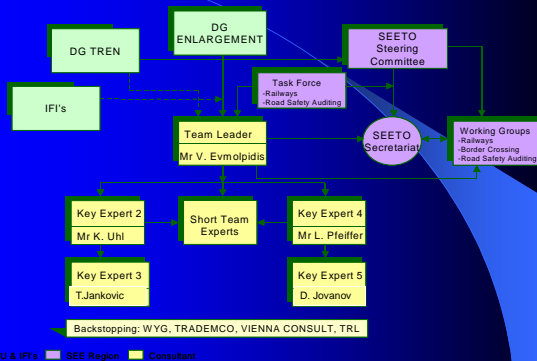 DG
ENLARGEMENT
SEETO
Steering
Committee
DG TREN
Task Force
-Railways
-Road Safety Auditing
IFI's
Team Leader
Mr V. Evmolpidis
SEETO
Secretariat
Working Groups
-Railways
-Border Crossing
-Road Safety Auditing
Key Expert 2
Mr K. Uhl
Short Team
Experts
Key Expert 4
Mr L. Pfeiffer
Key Expert 3
T.Jankovic
Key Expert 5
D. Jovanov
Backstopping: WYG, TRADEMCO, VIENNA CONSULT, TRL
U & IFI's SEE Region Consultant